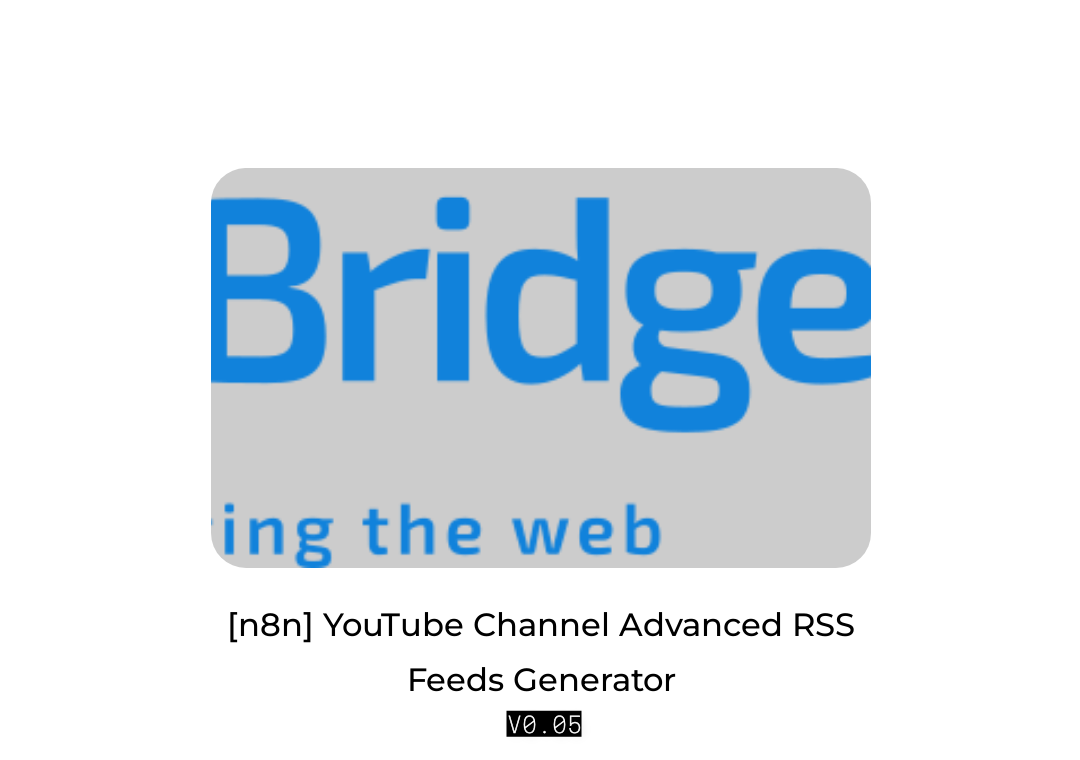 Bridge
ing the web
[n8n] YouTube Channel Advanced RSS
Feeds Generator
V0.05